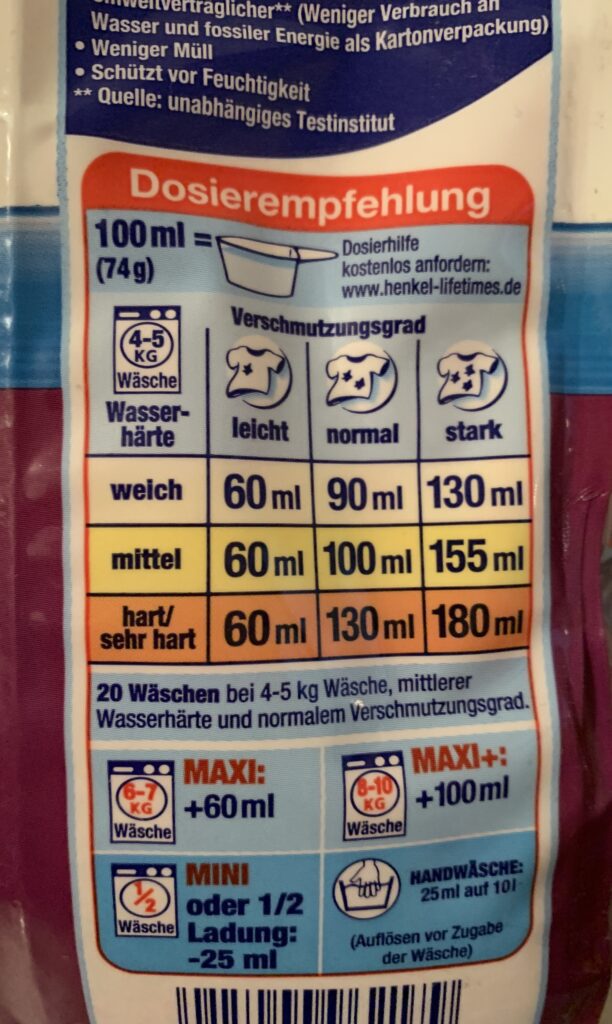 Umweltverträglicher** (Weniger Verbrauch an
Wasser und fossiler Energie als Kartonverpackung)
• Weniger Müll
• Schützt vor Feuchtigkeit
** Quelle: unabhängiges Testinstitut
Dosierempfehlung
100 ml =
(74 g)
Dosierhilfe
kostenlos anfordern:
www.henkel-lifetimes.de
4-5
KG
Wäsche
Verschmutzungsgrad
Wasser-
härte
leicht normal stark
weich 60 ml 90 ml 130 ml
mittel 60 ml 100 ml 155 ml
hart/
sehr hart 60 ml 130 ml 180 ml
20 Wäschen bei 4-5 kg Wäsche, mittlerer
Wasserhärte und normalem Verschmutzungsgrad.
6-7
KG
Wäsche
MAXI:
+60 ml
8-10
KG
Wäsche
MAXI+:
+100 ml
1/2
Wäsche
MINI
oder 1/2
Ladung:
-25 ml
HANDWÄSCHE:
25 ml auf 10 l
(Auflösen vor Zugabe
der Wäsche)